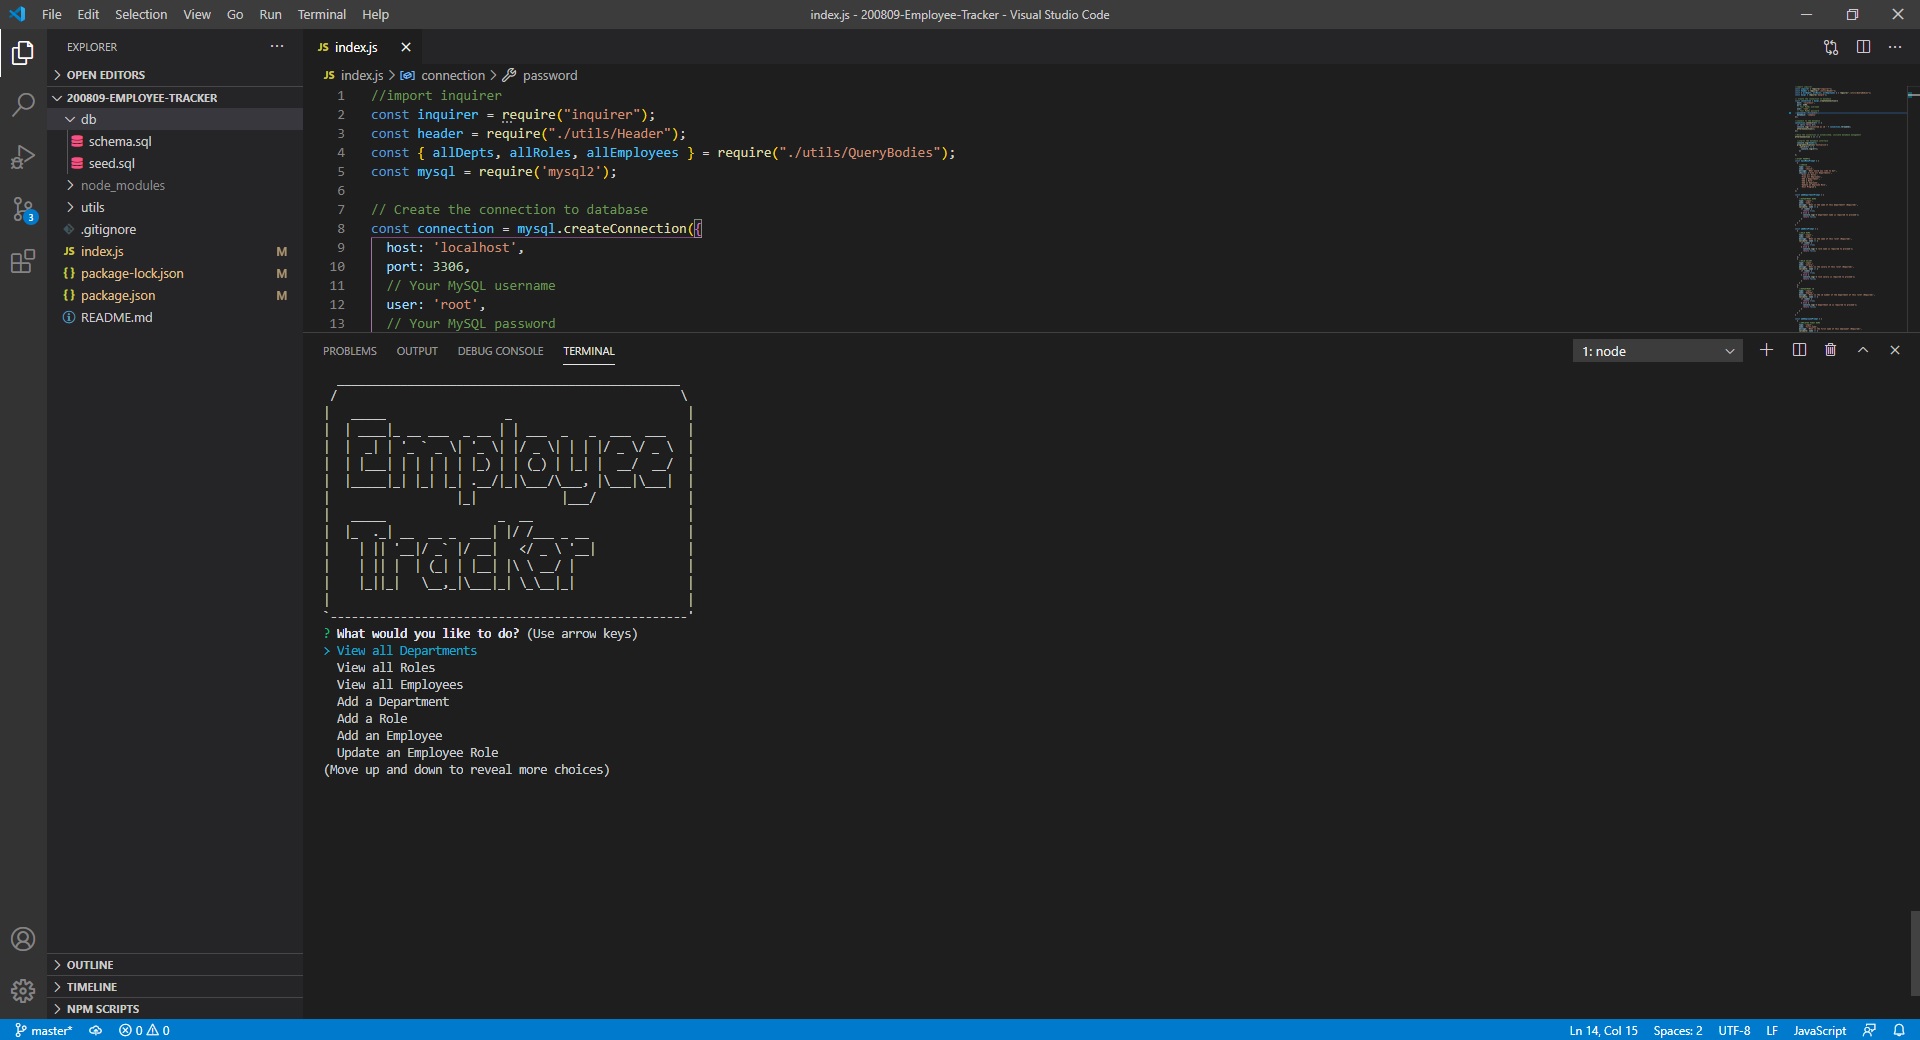 File Edit Selection View Go Run Terminal Help
index.js - 200809-Employee-Tracker - Visual Studio Code
EXPLORER
OPEN EDITORS
200809-EMPLOYEE-TRACKER
db
schema.sql
seed.sql
node_modules
utils
.gitignore
index.js M
package-lock.json M
package.json M
README.md
OUTLINE
TIMELINE
NPM SCRIPTS
3
JS index.js
JS index.js > connection > password
1 //import inquirer
2 const inquirer = require("inquirer");
3 const header = require("./utils/Header");
4 const { allDepts, allRoles, allEmployees } = require("./utils/QueryBodies");
5 const mysql = require('mysql2');
6
7 // Create the connection to database
8 const connection = mysql.createConnection({
9 host: 'localhost',
10 port: 3306,
11 // Your MySQL username
12 user: 'root',
13 // Your MySQL password
PROBLEMS OUTPUT DEBUG CONSOLE TERMINAL
1: node
Employee
Tracker
? What would you like to do? (Use arrow keys)
> View all Departments
View all Roles
View all Employees
Add a Department
Add a Role
Add an Employee
Update an Employee Role
(Move up and down to reveal more choices)
master* 0 0
Ln 14, Col 15 Spaces: 2 UTF-8 LF JavaScript